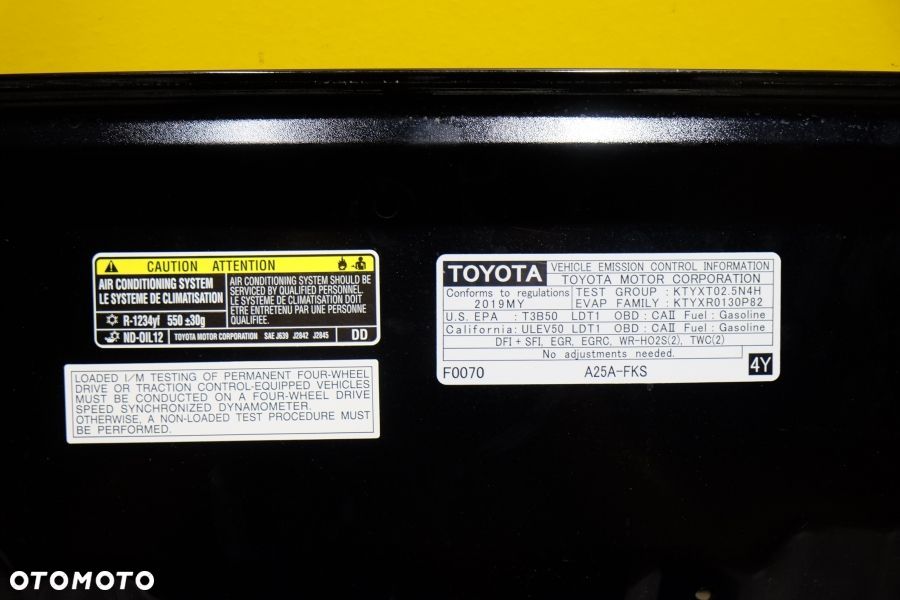 CAUTION ATTENTION
AIR CONDITIONING SYSTEM
LE SYSTEME DE CLIMATISATION
AIR CONDITIONING SYSTEM SHOULD BE
SERVICED BY QUALIFIED PERSONNEL.
LE SYSTEME DE CLIMATISATION DOIT
ETRE ENTRETENU PAR UNE PERSONNE
QUALIFIEE.
R-1234yf 550 ±30g
ND-OIL12
TOYOTA MOTOR CORPORATION SAE J639 J2842 J2845
DD
LOADED I/M TESTING OF PERMANENT FOUR-WHEEL
DRIVE OR TRACTION CONTROL-EQUIPPED VEHICLES
MUST BE CONDUCTED ON A FOUR-WHEEL DRIVE
SPEED SYNCHRONIZED DYNAMOMETER.
OTHERWISE, A NON-LOADED TEST PROCEDURE MUST
BE PERFORMED.
TOYOTA
VEHICLE EMISSION CONTROL INFORMATION
TOYOTA MOTOR CORPORATION
Conforms to regulations
2019MY
TEST GROUP : KTYXT02.5N4H
EVAP FAMILY : KTYXR0130P82
U.S. EPA : T3B50 LDT1 OBD : CAII Fuel : Gasoline
California: ULEV50 LDT1 OBD : CAII Fuel : Gasoline
DFI + SFI, EGR, EGRC, WR-HO2S(2), TWC(2)
No adjustments needed.
F0070 A25A-FKS
4Y
OTOMOTO